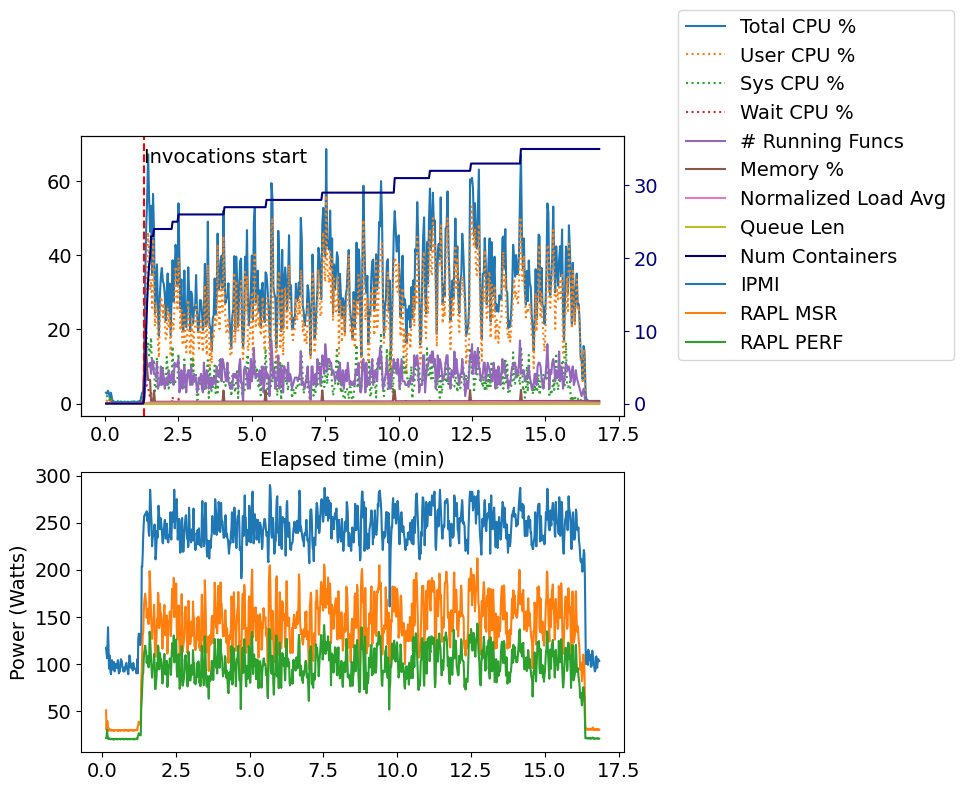 Total CPU %
User CPU %
Sys CPU %
Wait CPU %
# Running Funcs
Memory %
Normalized Load Avg
Queue Len
Num Containers
IPMI
RAPL MSR
RAPL PERF
Invocations start
60
40
20
0
30
20
10
0
0.0 2.5 5.0 7.5 10.0 12.5 15.0 17.5
Elapsed time (min)
Power (Watts)
300
250
200
150
100
50
0.0 2.5 5.0 7.5 10.0 12.5 15.0 17.5